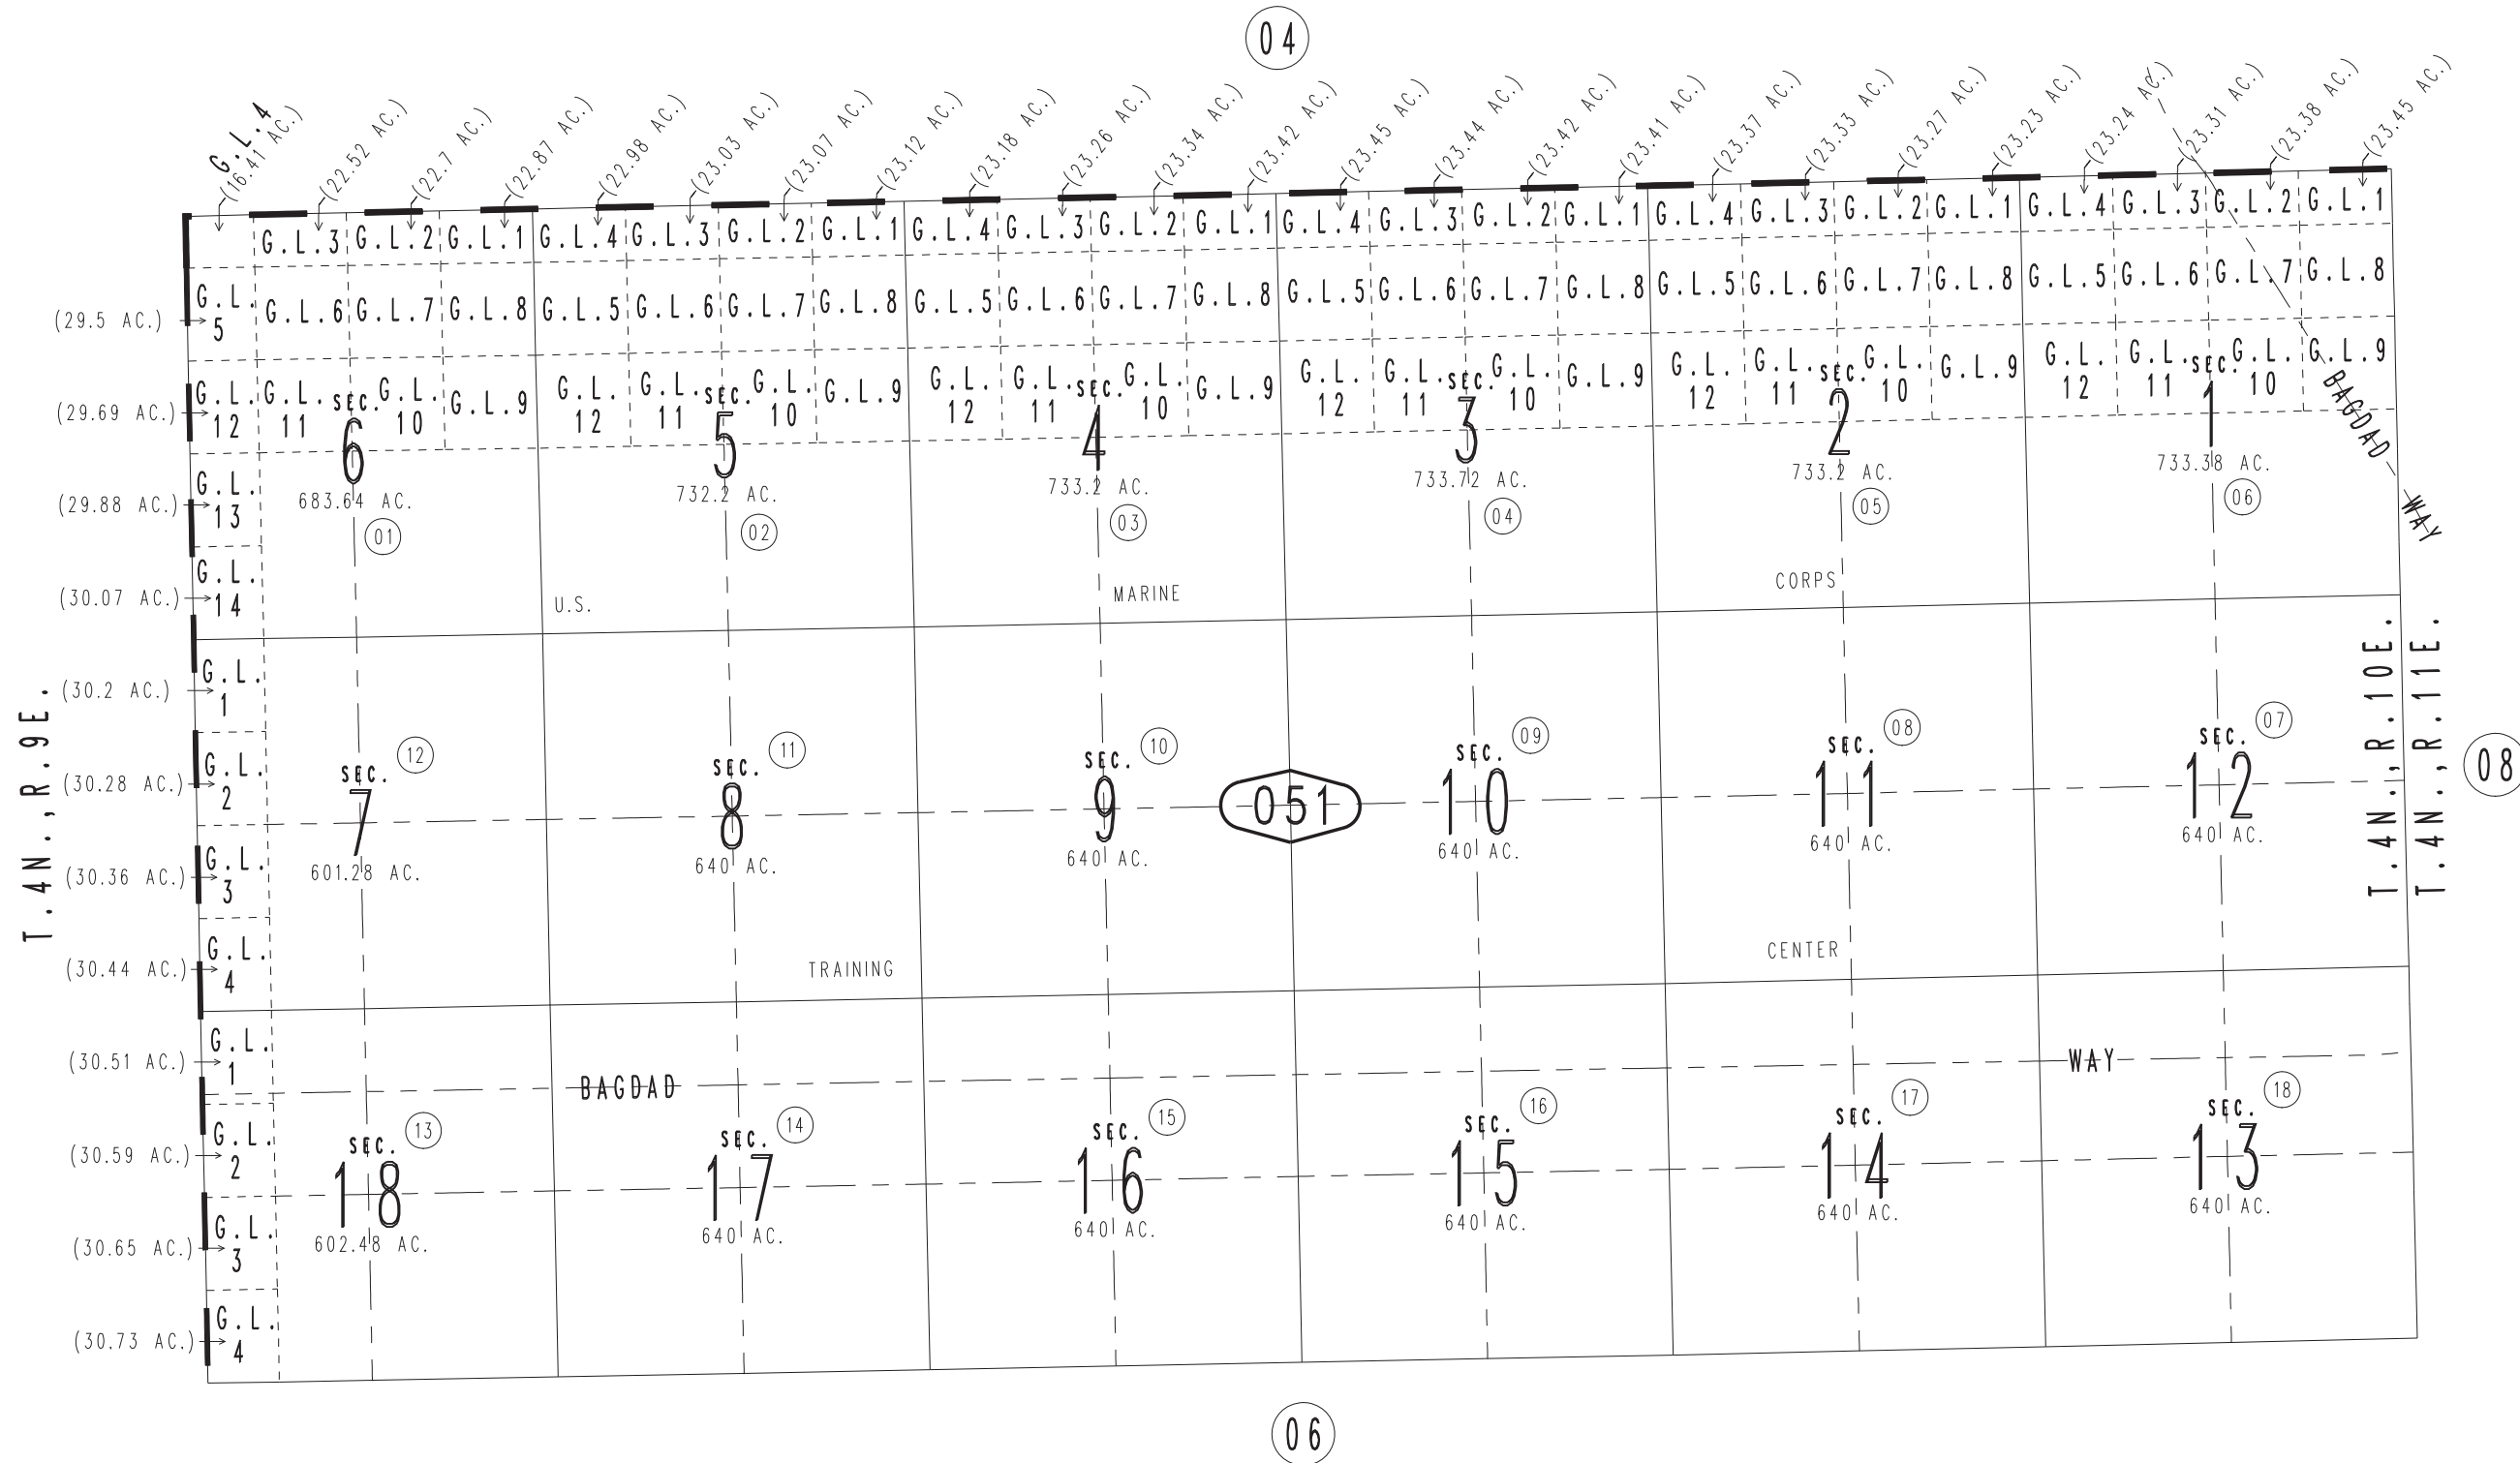 04
G.L.4
(16.41 AC.) (22.52 AC.) (22.7 AC.) (22.87 AC.) (22.98 AC.) (23.03 AC.) (23.07 AC.) (23.12 AC.) (23.18 AC.) (23.26 AC.) (23.34 AC.) (23.42 AC.) (23.45 AC.) (23.44 AC.) (23.42 AC.) (23.41 AC.) (23.37 AC.) (23.33 AC.) (23.27 AC.) (23.23 AC.) (23.24 AC.) (23.31 AC.) (23.38 AC.) (23.45 AC.)
G.L.3 G.L.2 G.L.1 G.L.4 G.L.3 G.L.2 G.L.1 G.L.4 G.L.3 G.L.2 G.L.1 G.L.4 G.L.3 G.L.2 G.L.1 G.L.4 G.L.3 G.L.2 G.L.1 G.L.4 G.L.3 G.L.2 G.L.1
(29.5 AC.) G.L. 5 G.L.6 G.L.7 G.L.8 G.L.5 G.L.6 G.L.7 G.L.8 G.L.5 G.L.6 G.L.7 G.L.8 G.L.5 G.L.6 G.L.7 G.L.8 G.L.5 G.L.6 G.L.7 G.L.8 G.L.5 G.L.6 G.L.7 G.L.8
(29.69 AC.) G.L. 12 G.L. 11 G.L. 10 G.L.9 G.L. 12 G.L. 11 G.L. 10 G.L.9 G.L. 12 G.L. 11 G.L. 10 G.L.9 G.L. 12 G.L. 11 G.L. 10 G.L.9 G.L. 12 G.L. 11 G.L. 10 G.L.9 G.L. 12 G.L. 11 G.L. 10 G.L.9
SEC. 6 SEC. 5 SEC. 4 SEC. 3 SEC. 2 SEC. 1
BAGDAD WAY
683.64 AC. 732.2 AC. 733.2 AC. 733.72 AC. 733.2 AC. 733.38 AC.
01 02 03 04 05 06
(29.88 AC.) G.L. 13
(30.07 AC.) G.L. 14
U.S. MARINE CORPS
(30.2 AC.) G.L. 1
(30.28 AC.) G.L. 2
(30.36 AC.) G.L. 3
(30.44 AC.) G.L. 4
T.4N.,R.9E.
T.4N.,R.10E.
T.4N.,R.11E.
08
12 11 10 09 08 07
SEC. 7 SEC. 8 SEC. 9 SEC. 10 SEC. 11 SEC. 12
051
601.28 AC. 640 AC. 640 AC. 640 AC. 640 AC. 640 AC.
TRAINING CENTER
(30.51 AC.) G.L. 1
BAGDAD WAY
(30.59 AC.) G.L. 2
(30.65 AC.) G.L. 3
(30.73 AC.) G.L. 4
13 14 15 16 17 18
SEC. 18 SEC. 17 SEC. 16 SEC. 15 SEC. 14 SEC. 13
602.48 AC. 640 AC. 640 AC. 640 AC. 640 AC. 640 AC.
06